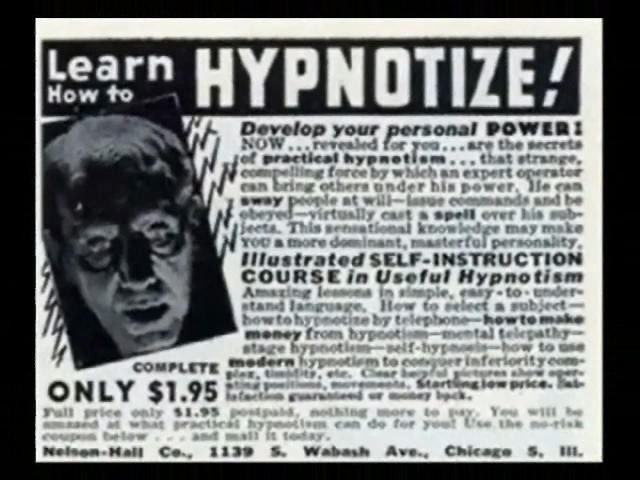 Learn
How to
HYPNOTIZE!
Develop your personal POWER!
NOW...revealed for you...are the secrets
of practical hypnotism...that strange,
compelling force by which an expert operator
can bring others under his power. He can
sway people at will—issue commands and be
obeyed—virtually cast a spell over his sub-
jects. This sensational knowledge may make
YOU a more dominant, masterful personality.
Illustrated SELF-INSTRUCTION
COURSE in Useful Hypnotism
Amazing lessons in simple, easy-to-under-
stand language. How to select a subject—
how to hypnotize by telephone—how to make
money from hypnotism—mental telepathy—
stage hypnotism—self-hypnosis—how to use
modern hypnotism to conquer inferiority com-
plex, timidity, etc. Clear helpful pictures show oper-
ating positions, movements. Startling low price. Sat-
isfaction guaranteed or money back.
COMPLETE
ONLY $1.95
Full price only $1.95 postpaid, nothing more to pay. You will be
amazed at what practical hypnotism can do for you! Use the no-risk
coupon below . . . and mail it today.
Nelson-Hall Co., 1139 S. Wabash Ave., Chicago 5, Ill.